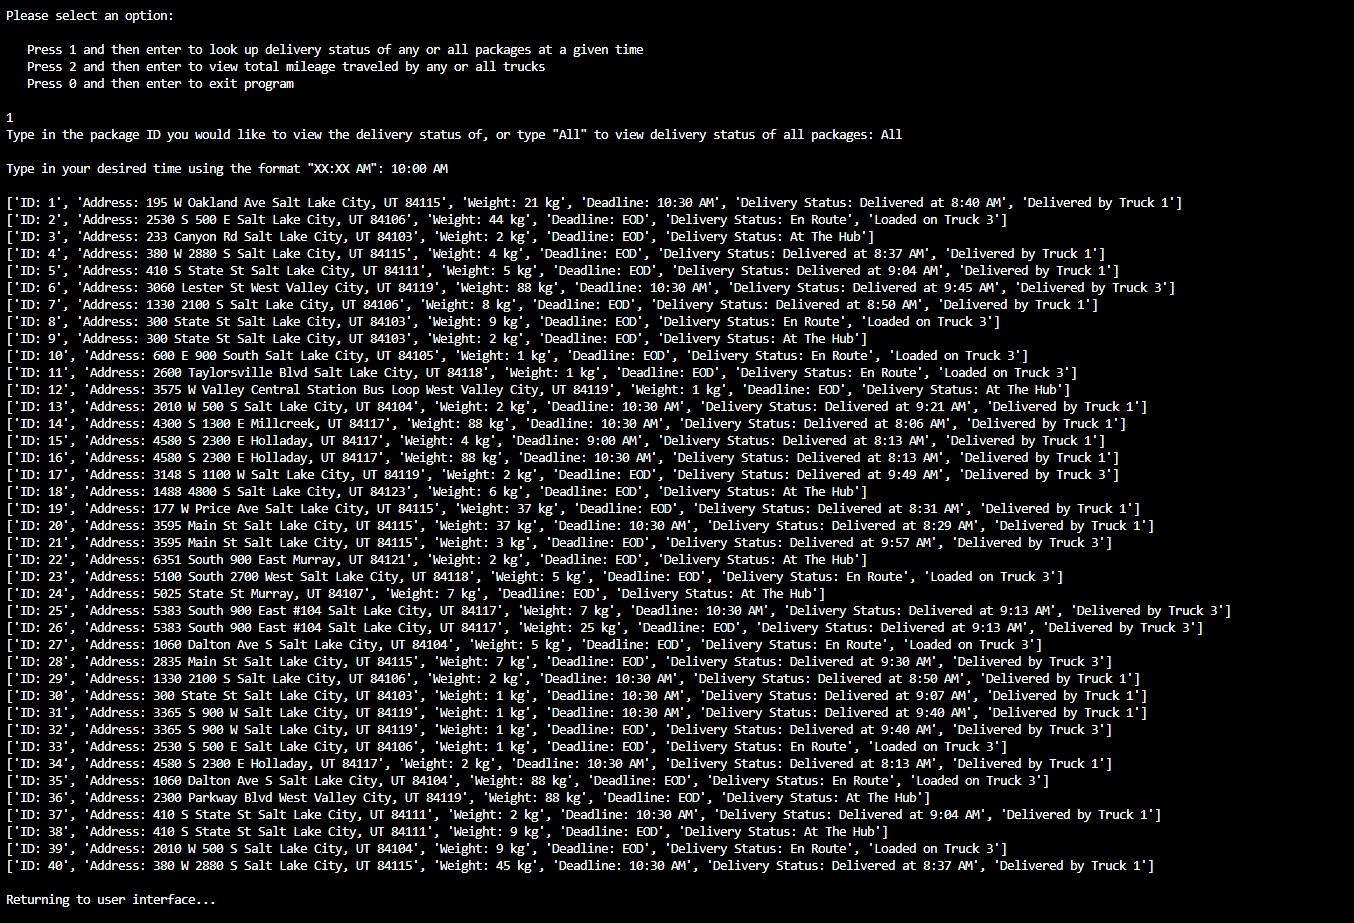 Please select an option:
Press 1 and then enter to look up delivery status of any or all packages at a given time
Press 2 and then enter to view total mileage traveled by any or all trucks
Press 0 and then enter to exit program
1
Type in the package ID you would like to view the delivery status of, or type "All" to view delivery status of all packages: All
Type in your desired time using the format "XX:XX AM": 10:00 AM
['ID: 1', 'Address: 195 W Oakland Ave Salt Lake City, UT 84115', 'Weight: 21 kg', 'Deadline: 10:30 AM', 'Delivery Status: Delivered at 8:40 AM', 'Delivered by Truck 1']
['ID: 2', 'Address: 2530 S 500 E Salt Lake City, UT 84106', 'Weight: 44 kg', 'Deadline: EOD', 'Delivery Status: En Route', 'Loaded on Truck 3']
['ID: 3', 'Address: 233 Canyon Rd Salt Lake City, UT 84103', 'Weight: 2 kg', 'Deadline: EOD', 'Delivery Status: At The Hub']
['ID: 4', 'Address: 380 W 2880 S Salt Lake City, UT 84115', 'Weight: 4 kg', 'Deadline: EOD', 'Delivery Status: Delivered at 8:37 AM', 'Delivered by Truck 1']
['ID: 5', 'Address: 410 S State St Salt Lake City, UT 84111', 'Weight: 5 kg', 'Deadline: EOD', 'Delivery Status: Delivered at 9:04 AM', 'Delivered by Truck 1']
['ID: 6', 'Address: 3060 Lester St West Valley City, UT 84119', 'Weight: 88 kg', 'Deadline: 10:30 AM', 'Delivery Status: Delivered at 9:45 AM', 'Delivered by Truck 3']
['ID: 7', 'Address: 1330 2100 S Salt Lake City, UT 84106', 'Weight: 8 kg', 'Deadline: EOD', 'Delivery Status: Delivered at 8:50 AM', 'Delivered by Truck 1']
['ID: 8', 'Address: 300 State St Salt Lake City, UT 84103', 'Weight: 9 kg', 'Deadline: EOD', 'Delivery Status: En Route', 'Loaded on Truck 3']
['ID: 9', 'Address: 300 State St Salt Lake City, UT 84103', 'Weight: 2 kg', 'Deadline: EOD', 'Delivery Status: At The Hub']
['ID: 10', 'Address: 600 E 900 South Salt Lake City, UT 84105', 'Weight: 1 kg', 'Deadline: EOD', 'Delivery Status: En Route', 'Loaded on Truck 3']
['ID: 11', 'Address: 2600 Taylorsville Blvd Salt Lake City, UT 84118', 'Weight: 1 kg', 'Deadline: EOD', 'Delivery Status: En Route', 'Loaded on Truck 3']
['ID: 12', 'Address: 3575 W Valley Central Station Bus Loop West Valley City, UT 84119', 'Weight: 1 kg', 'Deadline: EOD', 'Delivery Status: At The Hub']
['ID: 13', 'Address: 2010 W 500 S Salt Lake City, UT 84104', 'Weight: 2 kg', 'Deadline: 10:30 AM', 'Delivery Status: Delivered at 9:21 AM', 'Delivered by Truck 1']
['ID: 14', 'Address: 4300 S 1300 E Millcreek, UT 84117', 'Weight: 88 kg', 'Deadline: 10:30 AM', 'Delivery Status: Delivered at 8:06 AM', 'Delivered by Truck 1']
['ID: 15', 'Address: 4580 S 2300 E Holladay, UT 84117', 'Weight: 4 kg', 'Deadline: 9:00 AM', 'Delivery Status: Delivered at 8:13 AM', 'Delivered by Truck 1']
['ID: 16', 'Address: 4580 S 2300 E Holladay, UT 84117', 'Weight: 88 kg', 'Deadline: 10:30 AM', 'Delivery Status: Delivered at 8:13 AM', 'Delivered by Truck 1']
['ID: 17', 'Address: 3148 S 1100 W Salt Lake City, UT 84119', 'Weight: 2 kg', 'Deadline: EOD', 'Delivery Status: Delivered at 9:49 AM', 'Delivered by Truck 3']
['ID: 18', 'Address: 1488 4800 S Salt Lake City, UT 84123', 'Weight: 6 kg', 'Deadline: EOD', 'Delivery Status: At The Hub']
['ID: 19', 'Address: 177 W Price Ave Salt Lake City, UT 84115', 'Weight: 37 kg', 'Deadline: EOD', 'Delivery Status: Delivered at 8:31 AM', 'Delivered by Truck 1']
['ID: 20', 'Address: 3595 Main St Salt Lake City, UT 84115', 'Weight: 37 kg', 'Deadline: 10:30 AM', 'Delivery Status: Delivered at 8:29 AM', 'Delivered by Truck 1']
['ID: 21', 'Address: 3595 Main St Salt Lake City, UT 84115', 'Weight: 3 kg', 'Deadline: EOD', 'Delivery Status: Delivered at 9:57 AM', 'Delivered by Truck 3']
['ID: 22', 'Address: 6351 South 900 East Murray, UT 84121', 'Weight: 2 kg', 'Deadline: EOD', 'Delivery Status: At The Hub']
['ID: 23', 'Address: 5100 South 2700 West Salt Lake City, UT 84118', 'Weight: 5 kg', 'Deadline: EOD', 'Delivery Status: En Route', 'Loaded on Truck 3']
['ID: 24', 'Address: 5025 State St Murray, UT 84107', 'Weight: 7 kg', 'Deadline: EOD', 'Delivery Status: At The Hub']
['ID: 25', 'Address: 5383 South 900 East #104 Salt Lake City, UT 84117', 'Weight: 7 kg', 'Deadline: 10:30 AM', 'Delivery Status: Delivered at 9:13 AM', 'Delivered by Truck 3']
['ID: 26', 'Address: 5383 South 900 East #104 Salt Lake City, UT 84117', 'Weight: 25 kg', 'Deadline: EOD', 'Delivery Status: Delivered at 9:13 AM', 'Delivered by Truck 3']
['ID: 27', 'Address: 1060 Dalton Ave S Salt Lake City, UT 84104', 'Weight: 5 kg', 'Deadline: EOD', 'Delivery Status: En Route', 'Loaded on Truck 3']
['ID: 28', 'Address: 2835 Main St Salt Lake City, UT 84115', 'Weight: 7 kg', 'Deadline: EOD', 'Delivery Status: Delivered at 9:30 AM', 'Delivered by Truck 3']
['ID: 29', 'Address: 1330 2100 S Salt Lake City, UT 84106', 'Weight: 2 kg', 'Deadline: 10:30 AM', 'Delivery Status: Delivered at 8:50 AM', 'Delivered by Truck 1']
['ID: 30', 'Address: 300 State St Salt Lake City, UT 84103', 'Weight: 1 kg', 'Deadline: 10:30 AM', 'Delivery Status: Delivered at 9:07 AM', 'Delivered by Truck 1']
['ID: 31', 'Address: 3365 S 900 W Salt Lake City, UT 84119', 'Weight: 1 kg', 'Deadline: 10:30 AM', 'Delivery Status: Delivered at 9:40 AM', 'Delivered by Truck 1']
['ID: 32', 'Address: 3365 S 900 W Salt Lake City, UT 84119', 'Weight: 1 kg', 'Deadline: EOD', 'Delivery Status: Delivered at 9:40 AM', 'Delivered by Truck 3']
['ID: 33', 'Address: 2530 S 500 E Salt Lake City, UT 84106', 'Weight: 1 kg', 'Deadline: EOD', 'Delivery Status: En Route', 'Loaded on Truck 3']
['ID: 34', 'Address: 4580 S 2300 E Holladay, UT 84117', 'Weight: 2 kg', 'Deadline: 10:30 AM', 'Delivery Status: Delivered at 8:13 AM', 'Delivered by Truck 1']
['ID: 35', 'Address: 1060 Dalton Ave S Salt Lake City, UT 84104', 'Weight: 88 kg', 'Deadline: EOD', 'Delivery Status: En Route', 'Loaded on Truck 3']
['ID: 36', 'Address: 2300 Parkway Blvd West Valley City, UT 84119', 'Weight: 88 kg', 'Deadline: EOD', 'Delivery Status: At The Hub']
['ID: 37', 'Address: 410 S State St Salt Lake City, UT 84111', 'Weight: 2 kg', 'Deadline: 10:30 AM', 'Delivery Status: Delivered at 9:04 AM', 'Delivered by Truck 1']
['ID: 38', 'Address: 410 S State St Salt Lake City, UT 84111', 'Weight: 9 kg', 'Deadline: EOD', 'Delivery Status: At The Hub']
['ID: 39', 'Address: 2010 W 500 S Salt Lake City, UT 84104', 'Weight: 9 kg', 'Deadline: EOD', 'Delivery Status: En Route', 'Loaded on Truck 3']
['ID: 40', 'Address: 380 W 2880 S Salt Lake City, UT 84115', 'Weight: 45 kg', 'Deadline: 10:30 AM', 'Delivery Status: Delivered at 8:37 AM', 'Delivered by Truck 1']
Returning to user interface...